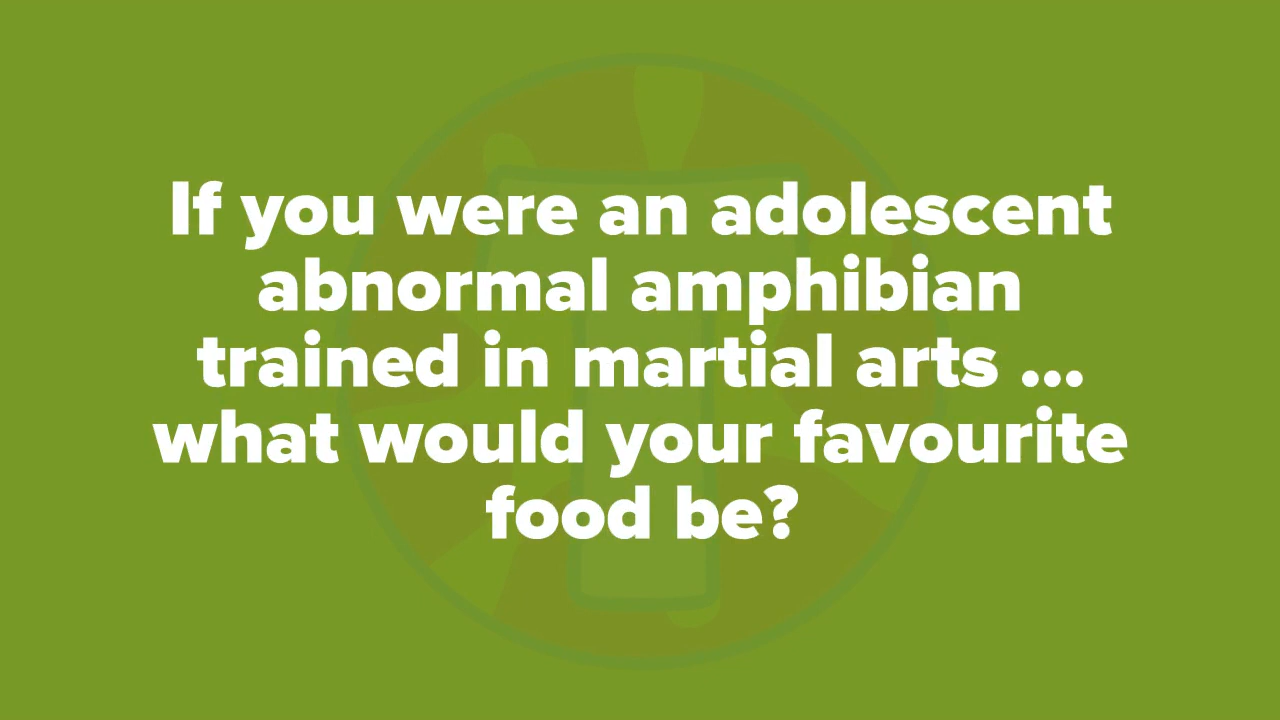 If you were an adolescent
abnormal amphibian
trained in martial arts ...
what would your favourite
food be?